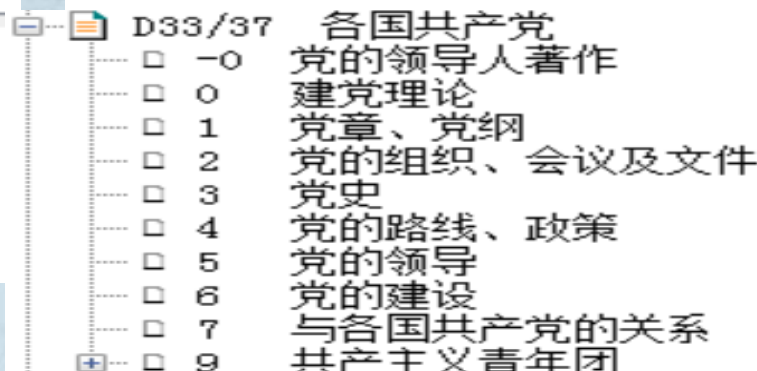 D33/37 各国共产党
-0 党的领导人著作
0 建党理论
1 党章、党纲
2 党的组织、会议及文件
3 党史
4 党的路线、政策
5 党的领导
6 党的建设
7 与各国共产党的关系
9 共产主义青年团